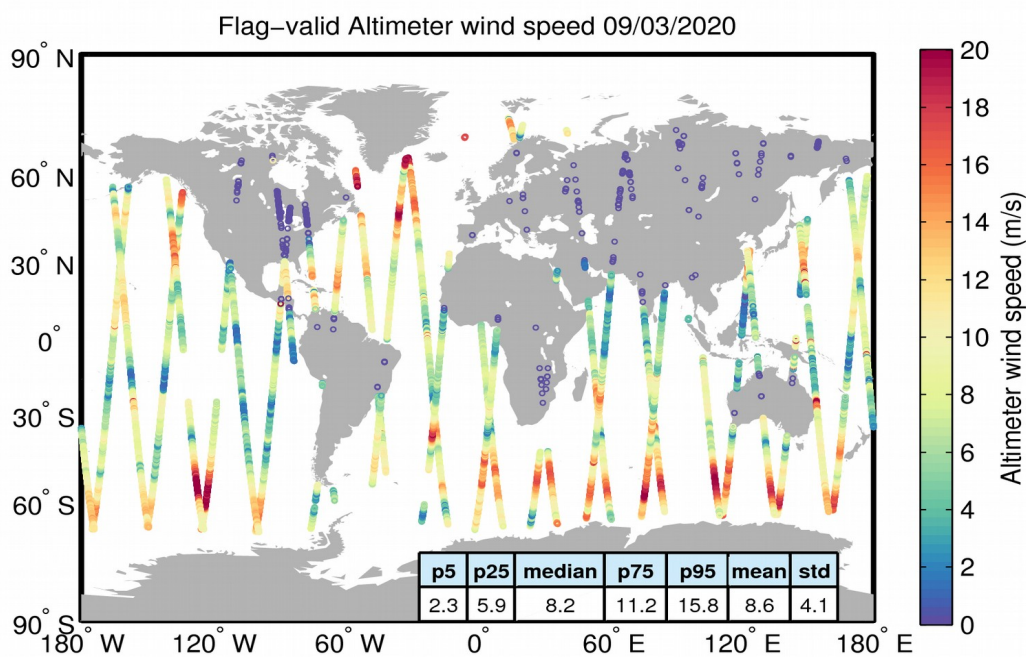 Flag−valid Altimeter wind speed 09/03/2020
90° N
60° N
30° N
0°
30° S
60° S
90° S
180° W
120° W
60° W
0°
60° E
120° E
180° E
p5 p25 median p75 p95 mean std
2.3 5.9 8.2 11.2 15.8 8.6 4.1
20
18
16
14
12
10
8
6
4
2
0
Altimeter wind speed (m/s)